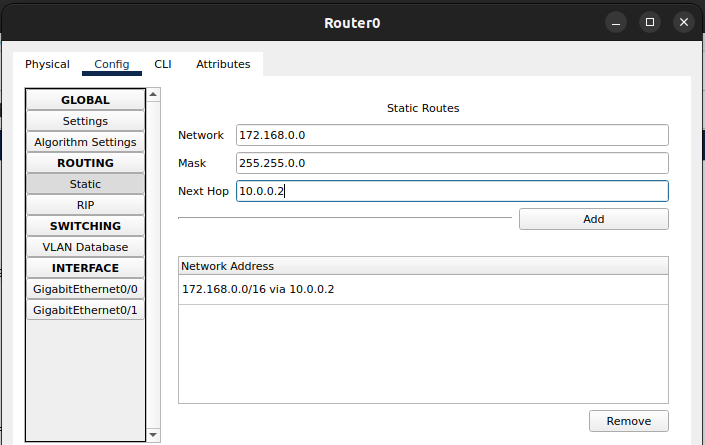 Router0
Physical Config CLI Attributes
GLOBAL
Settings
Algorithm Settings
ROUTING
Static
RIP
SWITCHING
VLAN Database
INTERFACE
GigabitEthernet0/0
GigabitEthernet0/1
Static Routes
Network 172.168.0.0
Mask 255.255.0.0
Next Hop 10.0.0.2
Add
Network Address
172.168.0.0/16 via 10.0.0.2
Remove